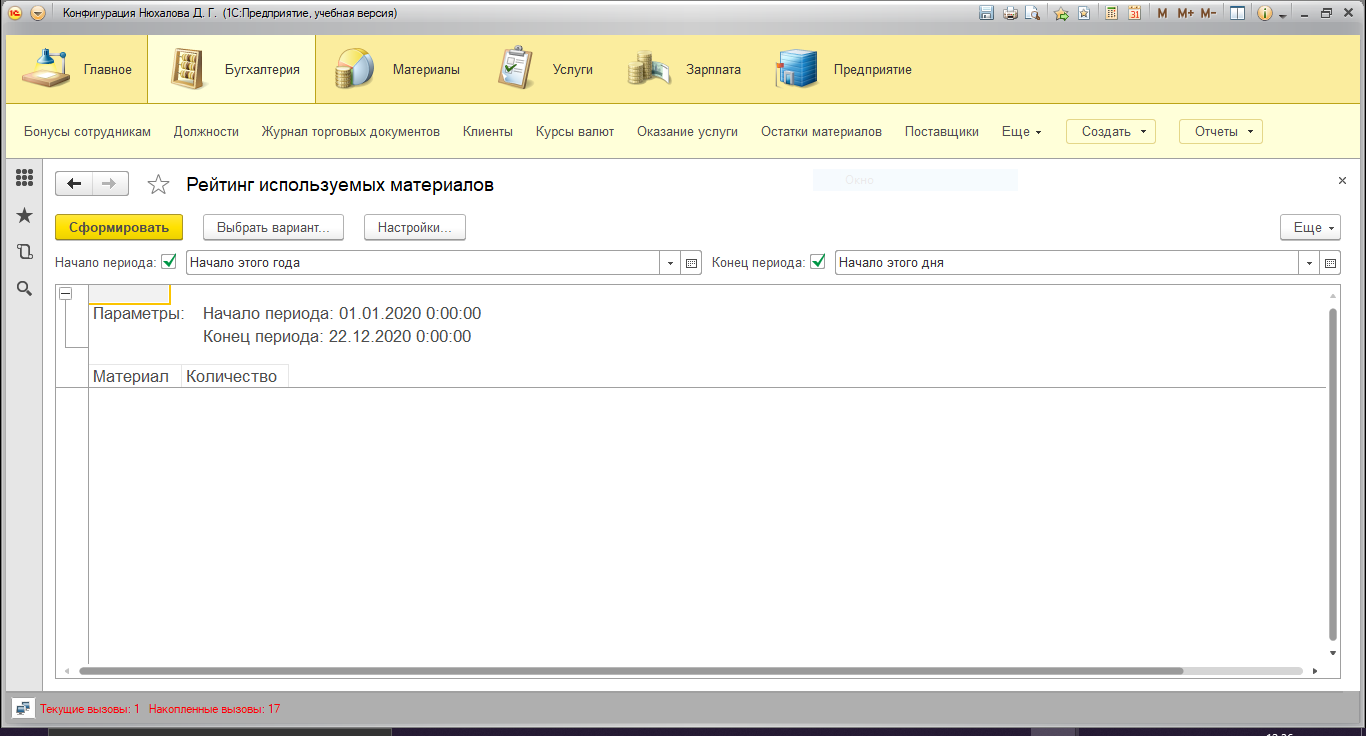 Конфигурация Нюхалова Д. Г. (1С:Предприятие, учебная версия)
31 M M+ M-
Главное Бухгалтерия Материалы Услуги Зарплата Предприятие
Бонусы сотрудникам Должности Журнал торговых документов Клиенты Курсы валют Оказание услуги Остатки материалов Поставщики Еще Создать Отчеты
Рейтинг используемых материалов Окно
Сформировать Выбрать вариант... Настройки... Еще
Начало периода: Начало этого года Конец периода: Начало этого дня
Параметры: Начало периода: 01.01.2020 0:00:00
Конец периода: 22.12.2020 0:00:00
Материал Количество
Текущие вызовы: 1 Накопленные вызовы: 17